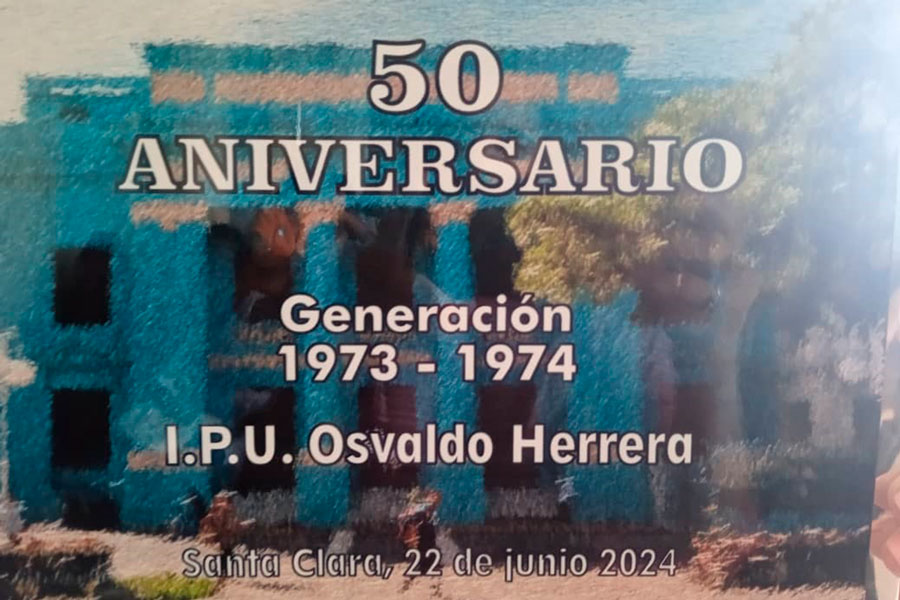 50
ANIVERSARIO
Generación
1973 - 1974
I.P.U. Osvaldo Herrera
Santa Clara, 22 de junio 2024